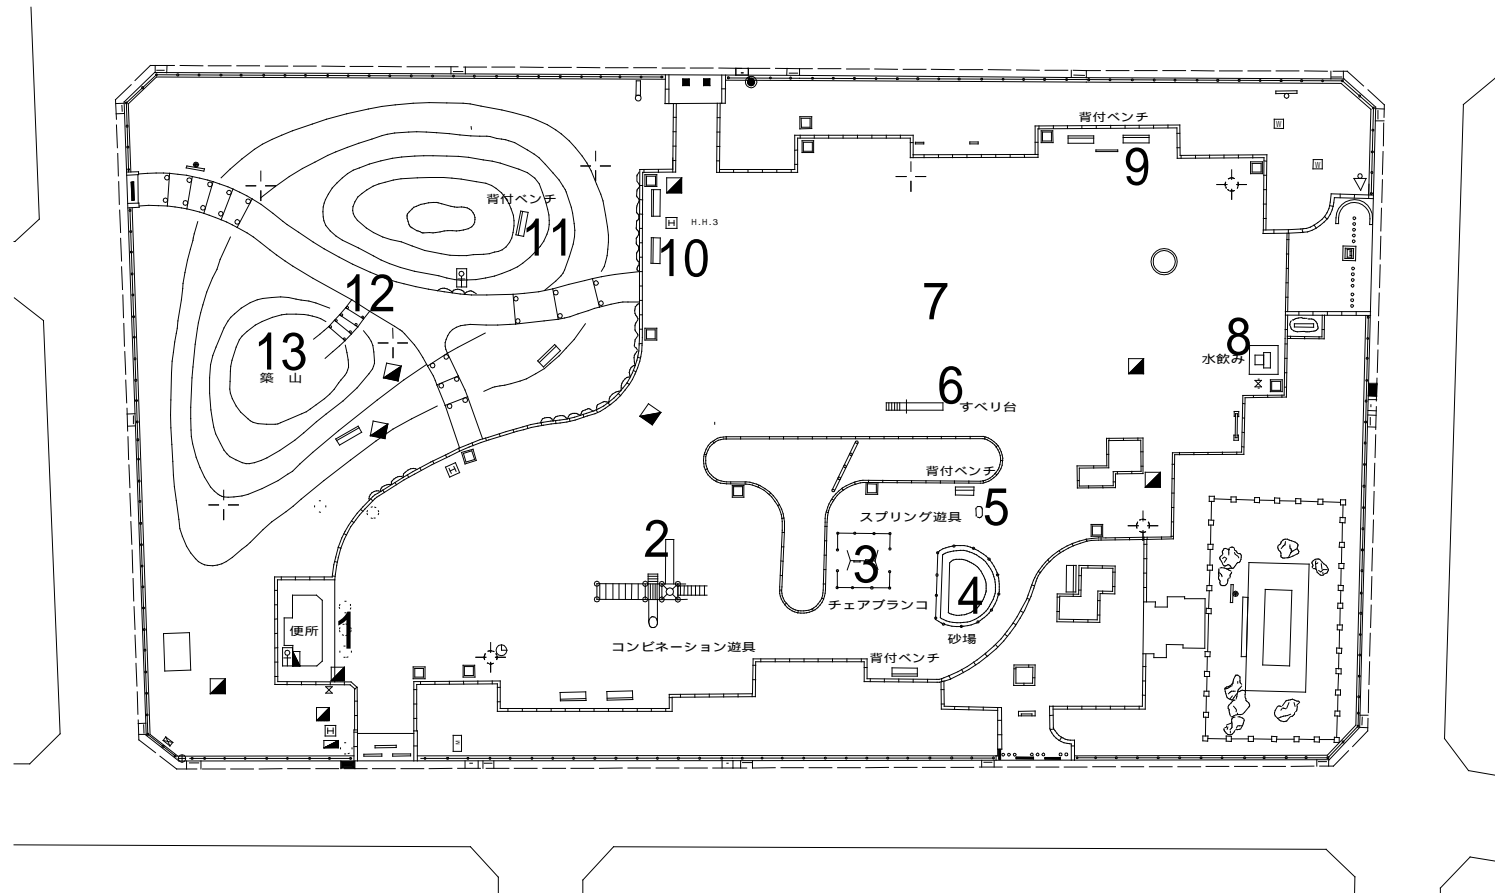 背付ベンチ
9
背付ベンチ
11
H.H.3
10
12
7
13
築 山
8
水飲み
6
すべり台
背付ベンチ
5
スプリング遊具
2
3
4
チェアブランコ
1
便所
砂場
コンビネーション遊具
背付ベンチ